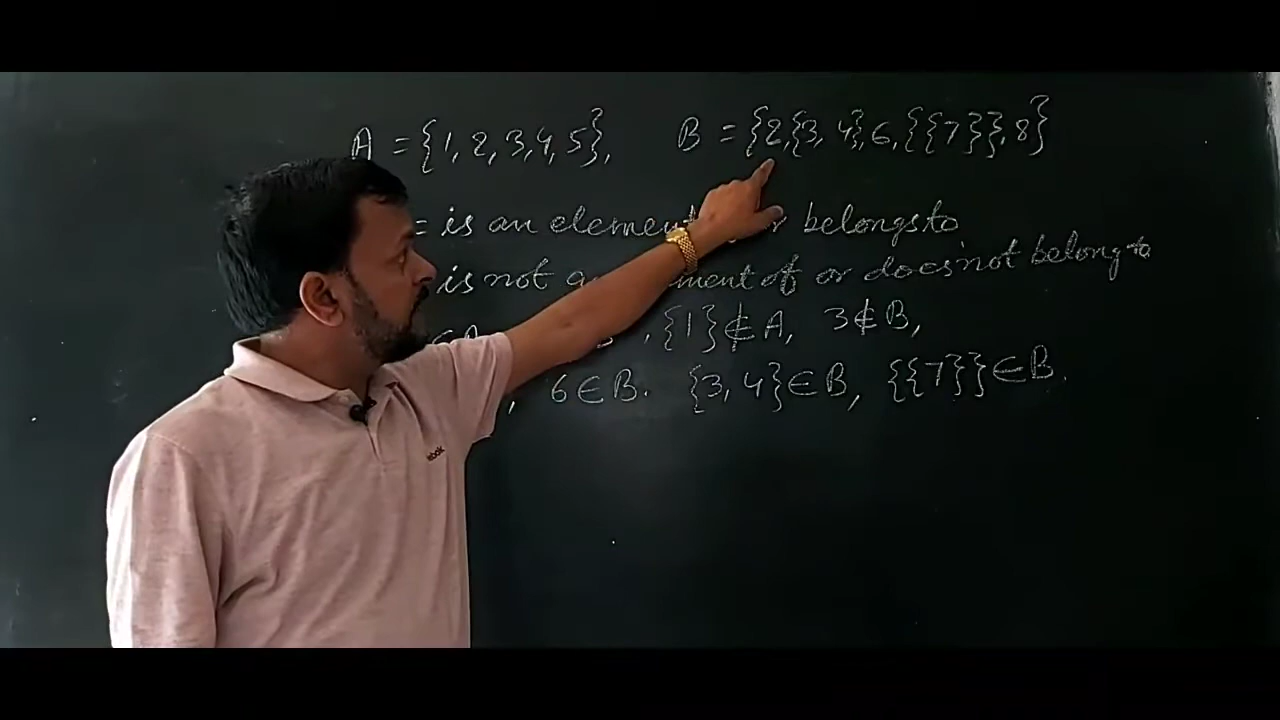 A = {1, 2, 3, 4, 5}, B = {2, {3, 4}, 6, {{7}}, 8}
= is an element or belongs to
is not an element of or does'not belong to
∈ , {1} ∉ A, 3 ∉ B,
, 6 ∈ B. {3, 4} ∈ B, {{7}} ∈ B.